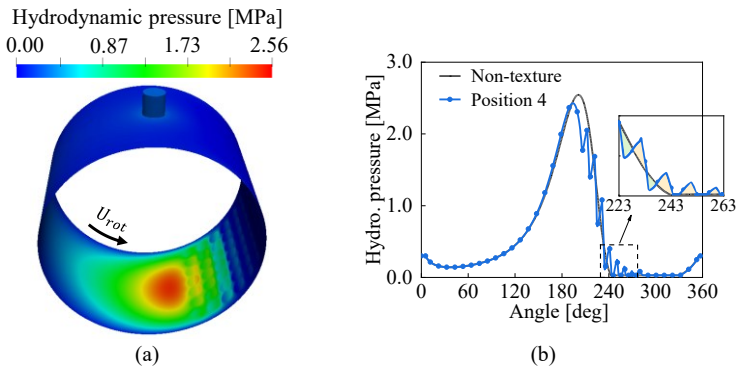 Hydrodynamic pressure [MPa]
0.00 0.87 1.73 2.56
U_rot
(a)
Hydro. pressure [MPa]
3.0
2.0
1.0
0.0
Non-texture
Position 4
223 243 263
0 60 120 180 240 300 360
Angle [deg]
(b)